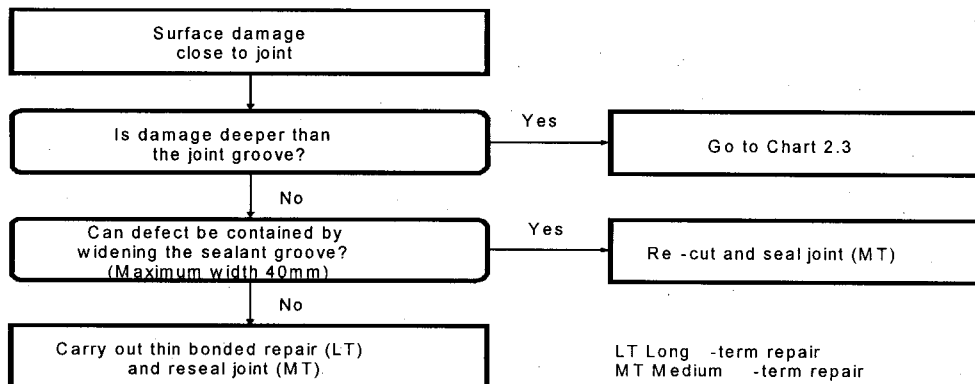 Surface damage
close to joint
Is damage deeper than
the joint groove?
Yes
Go to Chart 2.3
No
Can defect be contained by
widening the sealant groove?
(Maximum width 40mm)
Yes
Re -cut and seal joint (MT)
No
Carry out thin bonded repair (LT)
and reseal joint (MT)
LT Long -term repair
MT Medium -term repair